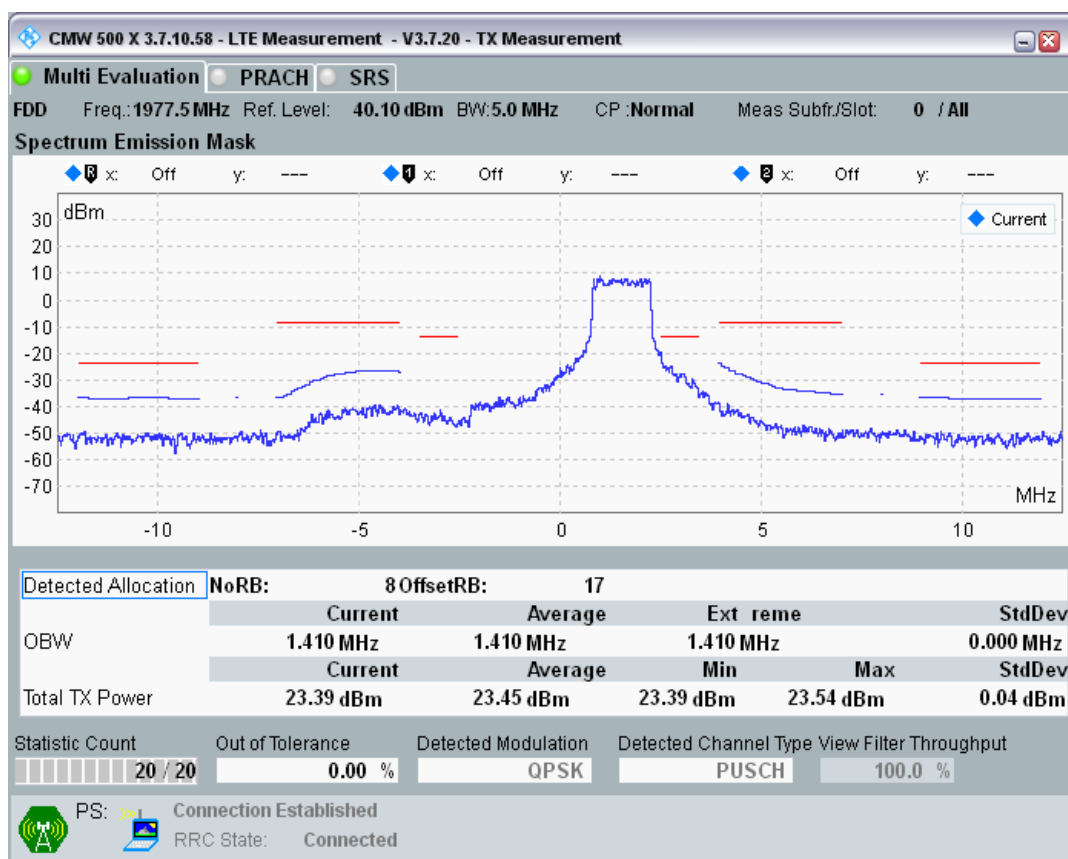 CMW 500 X 3.7.10.58 - LTE Measurement - V3.7.20 - TX Measurement
Multi Evaluation PRACH SRS
FDD Freq.: 1977.5 MHz Ref. Level: 40.10 dBm BW: 5.0 MHz CP : Normal Meas Subfr./Slot: 0 / All
Spectrum Emission Mask
R x: Off y: --- 1 x: Off y: --- 2 x: Off y: ---
dBm
Current
30
20
10
0
-10
-20
-30
-40
-50
-60
-70
MHz
-10 -5 0 5 10
Detected Allocation NoRB: 8 OffsetRB: 17
Current Average Ext reme StdDev
OBW 1.410 MHz 1.410 MHz 1.410 MHz 0.000 MHz
Current Average Min Max StdDev
Total TX Power 23.39 dBm 23.45 dBm 23.39 dBm 23.54 dBm 0.04 dBm
Statistic Count Out of Tolerance Detected Modulation Detected Channel Type View Filter Throughput
20 / 20 0.00 % QPSK PUSCH 100.0 %
PS: Connection Established
RRC State: Connected